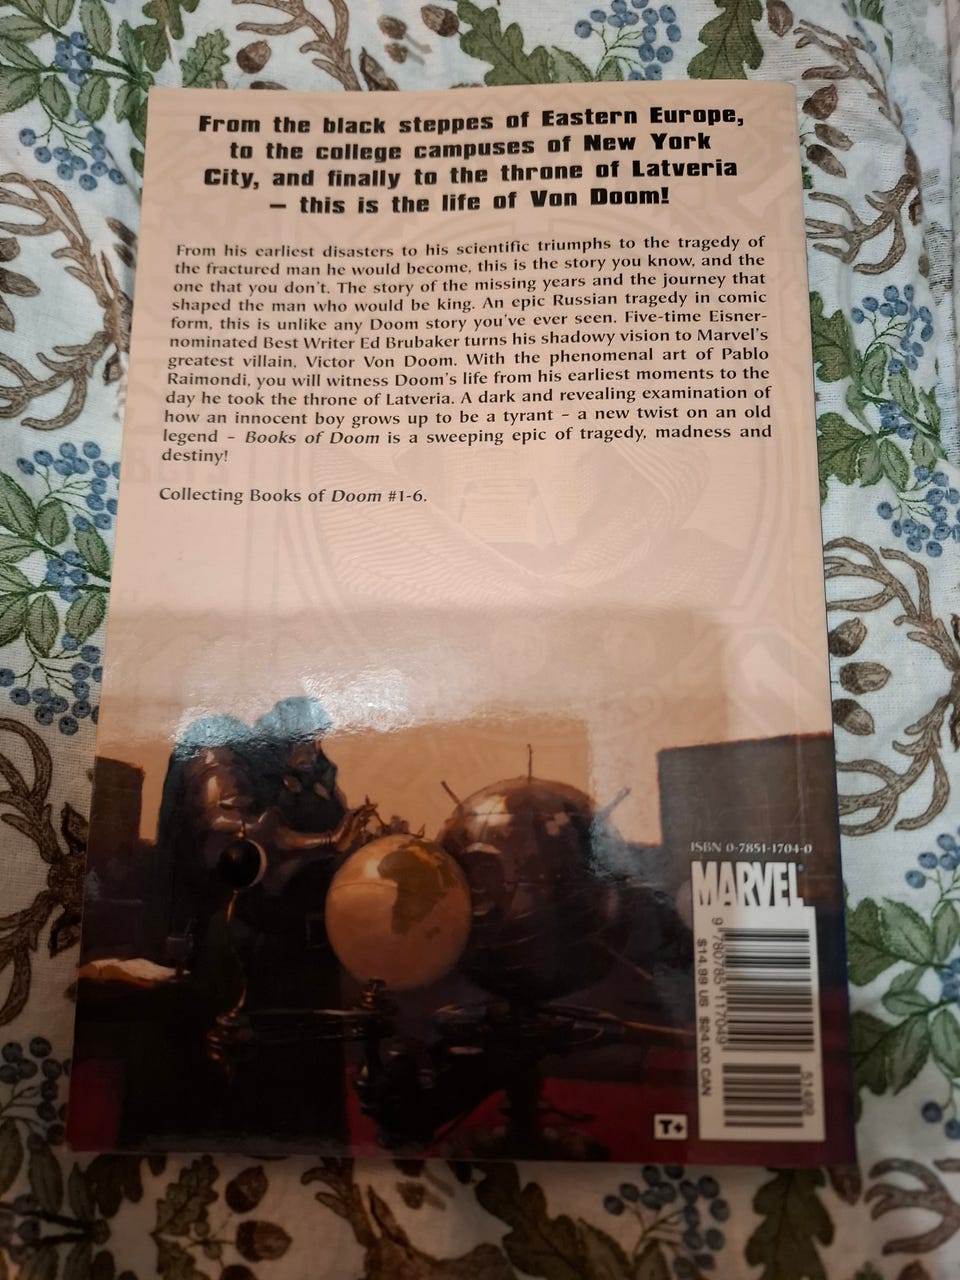 From the black steppes of Eastern Europe,
to the college campuses of New York
City, and finally to the throne of Latveria
– this is the life of Von Doom!
From his earliest disasters to his scientific triumphs to the tragedy of
the fractured man he would become, this is the story you know, and the
one that you don't. The story of the missing years and the journey that
shaped the man who would be king. An epic Russian tragedy in comic
form, this is unlike any Doom story you've ever seen. Five-time Eisner-
nominated Best Writer Ed Brubaker turns his shadowy vision to Marvel's
greatest villain, Victor Von Doom. With the phenomenal art of Pablo
Raimondi, you will witness Doom's life from his earliest moments to the
day he took the throne of Latveria. A dark and revealing examination of
how an innocent boy grows up to be a tyrant – a new twist on an old
legend – Books of Doom is a sweeping epic of tragedy, madness and
destiny!
Collecting Books of Doom #1-6.
ISBN 0-7851-1704-0
MARVEL
9 780785 117049
51499
$14.99 US $24.00 CAN
T+